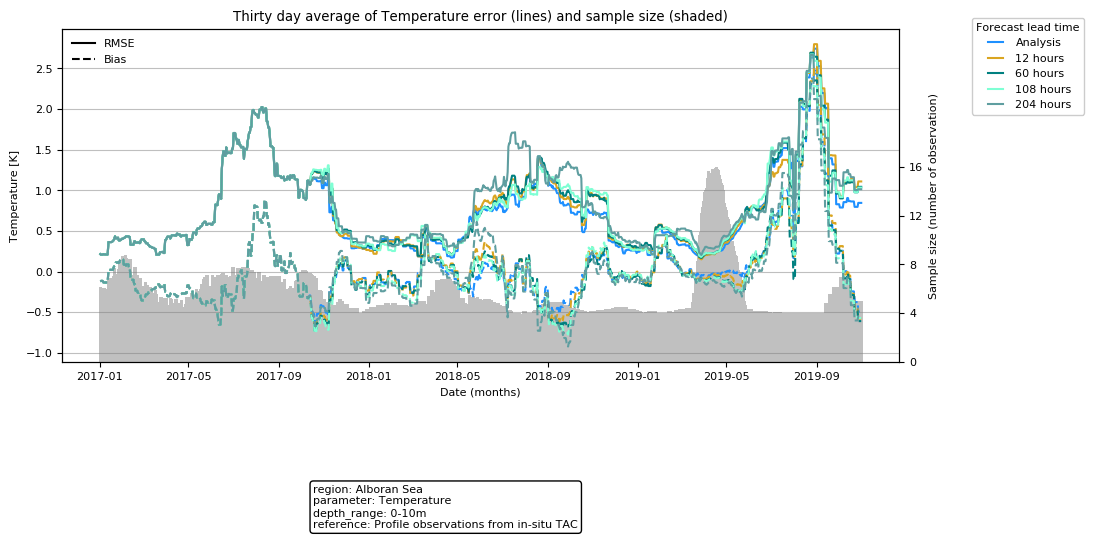 Thirty day average of Temperature error (lines) and sample size (shaded)
RMSE
Bias
Forecast lead time
Analysis
12 hours
60 hours
108 hours
204 hours
Temperature [K]
2.5
2.0
1.5
1.0
0.5
0.0
−0.5
−1.0
16
12
8
4
0
Sample size (number of observation)
2017-01 2017-05 2017-09 2018-01 2018-05 2018-09 2019-01 2019-05 2019-09
Date (months)
region: Alboran Sea
parameter: Temperature
depth_range: 0-10m
reference: Profile observations from in-situ TAC